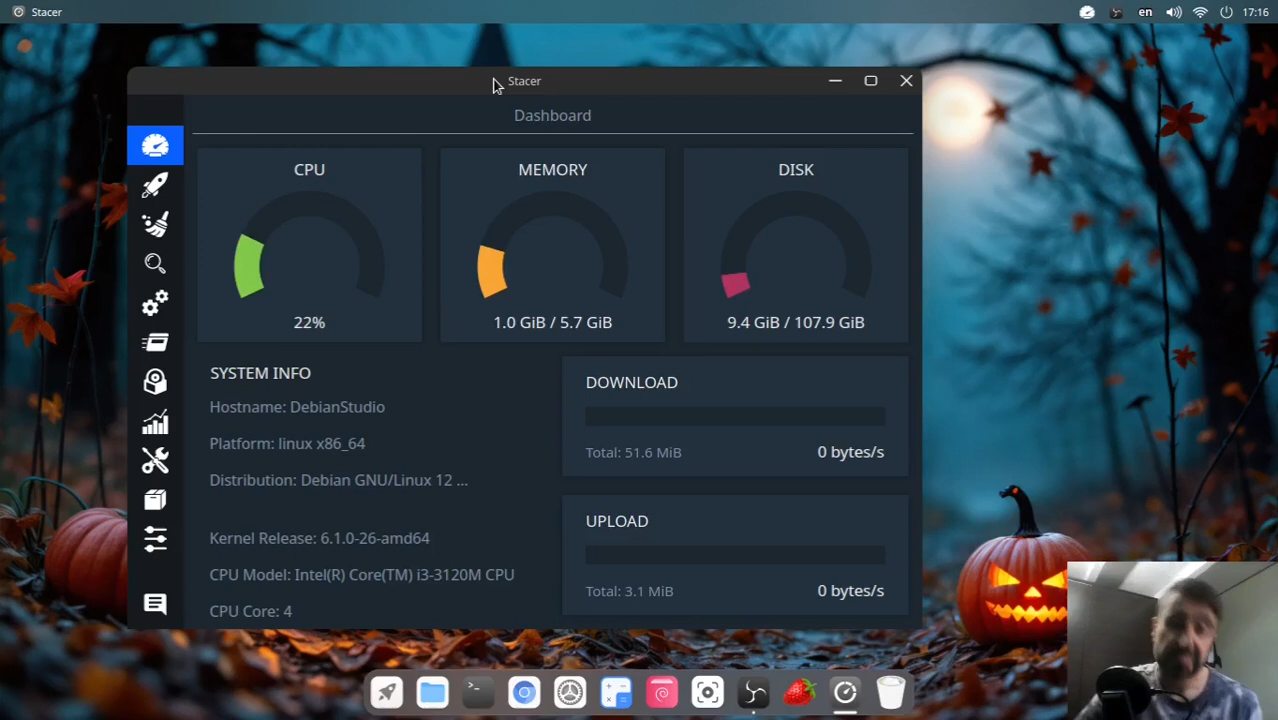 Stacer
en
17:16
Stacer
Dashboard
CPU
MEMORY
DISK
22%
1.0 GiB / 5.7 GiB
9.4 GiB / 107.9 GiB
SYSTEM INFO
Hostname: DebianStudio
Platform: linux x86_64
Distribution: Debian GNU/Linux 12 ...
Kernel Release: 6.1.0-26-amd64
CPU Model: Intel(R) Core(TM) i3-3120M CPU
CPU Core: 4
DOWNLOAD
Total: 51.6 MiB
0 bytes/s
UPLOAD
Total: 3.1 MiB
0 bytes/s